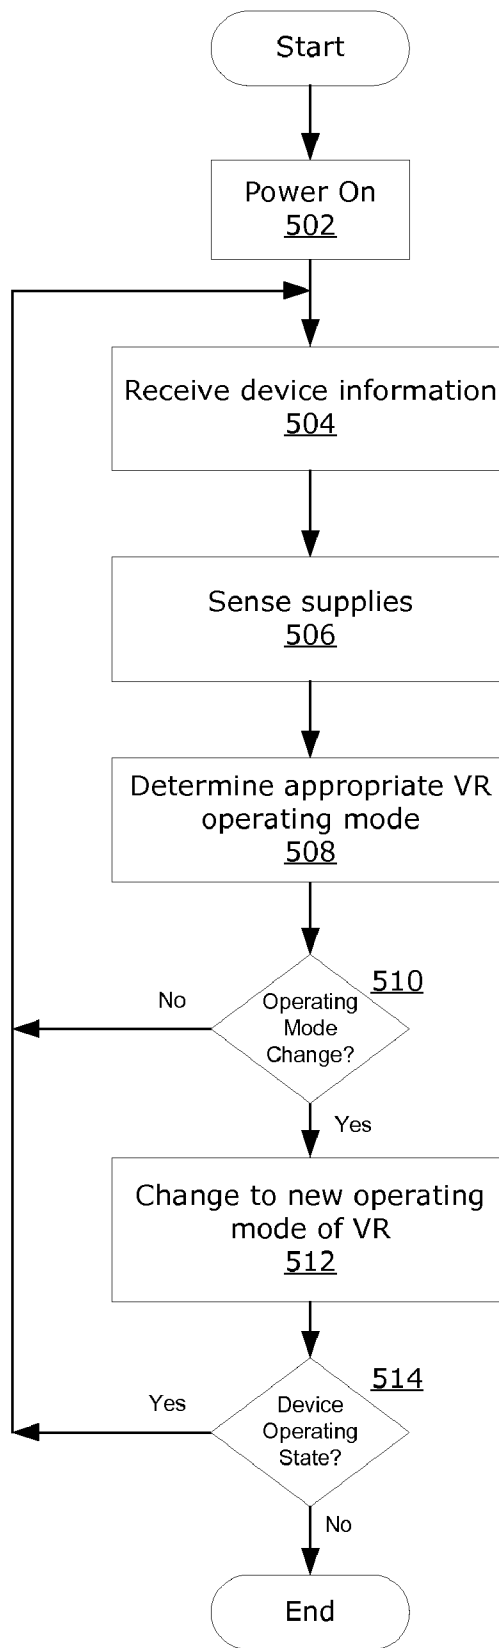 Start
Power On
502
Receive device information
504
Sense supplies
506
Determine appropriate VR
operating mode
508
510
No
Operating
Mode
Change?
Yes
Change to new operating
mode of VR
512
514
Yes
Device
Operating
State?
No
End